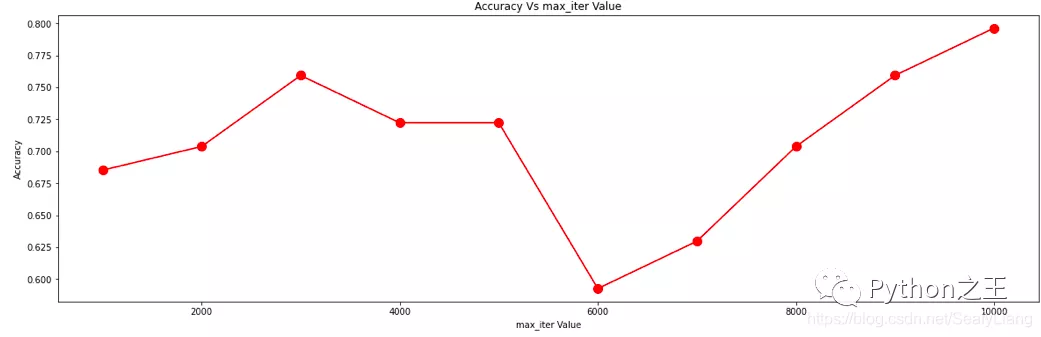 Accuracy Vs max_iter Value
0.800
0.775
0.750
0.725
0.700
0.675
0.650
0.625
0.600
Accuracy
2000
4000
6000
8000
10000
max_iter Value
Python之王
https://blog.csdn.net/SeafyLiang